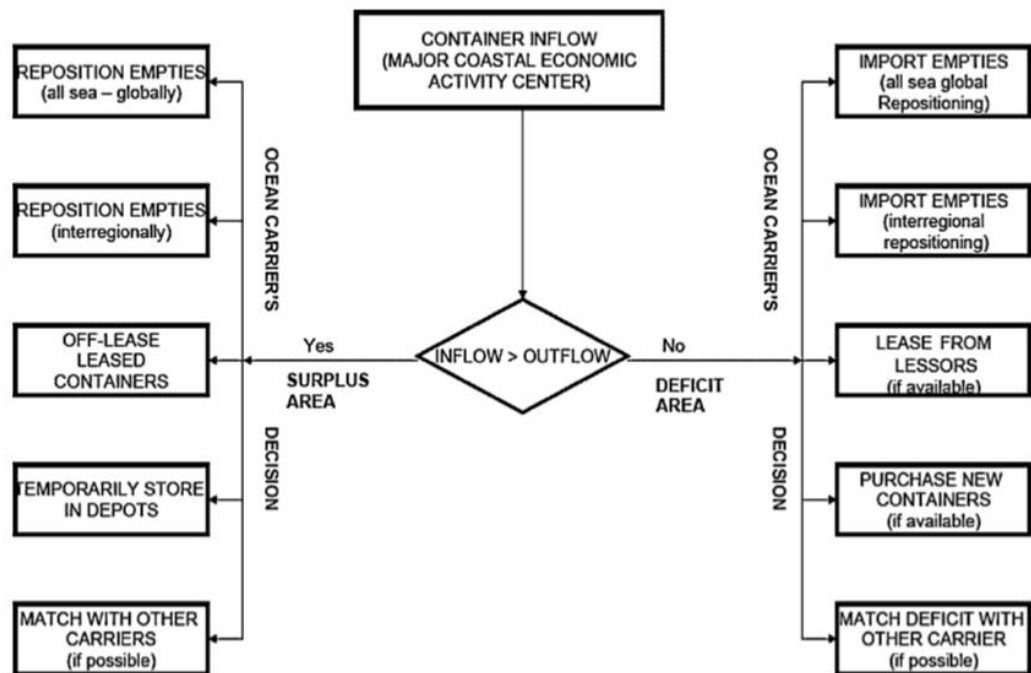 CONTAINER INFLOW
(MAJOR COASTAL ECONOMIC
ACTIVITY CENTER)
REPOSITION EMPTIES
(all sea – globally)
REPOSITION EMPTIES
(interregionally)
OFF-LEASE
LEASED
CONTAINERS
TEMPORARILY STORE
IN DEPOTS
MATCH WITH OTHER
CARRIERS
(if possible)
OCEAN CARRIER'S
DECISION
Yes
SURPLUS
AREA
INFLOW > OUTFLOW
No
DEFICIT
AREA
OCEAN CARRIER'S
DECISION
IMPORT EMPTIES
(all sea global
Repositioning)
IMPORT EMPTIES
(interregional
repositioning)
LEASE FROM
LESSORS
(if available)
PURCHASE NEW
CONTAINERS
(if available)
MATCH DEFICIT WITH
OTHER CARRIER
(if possible)